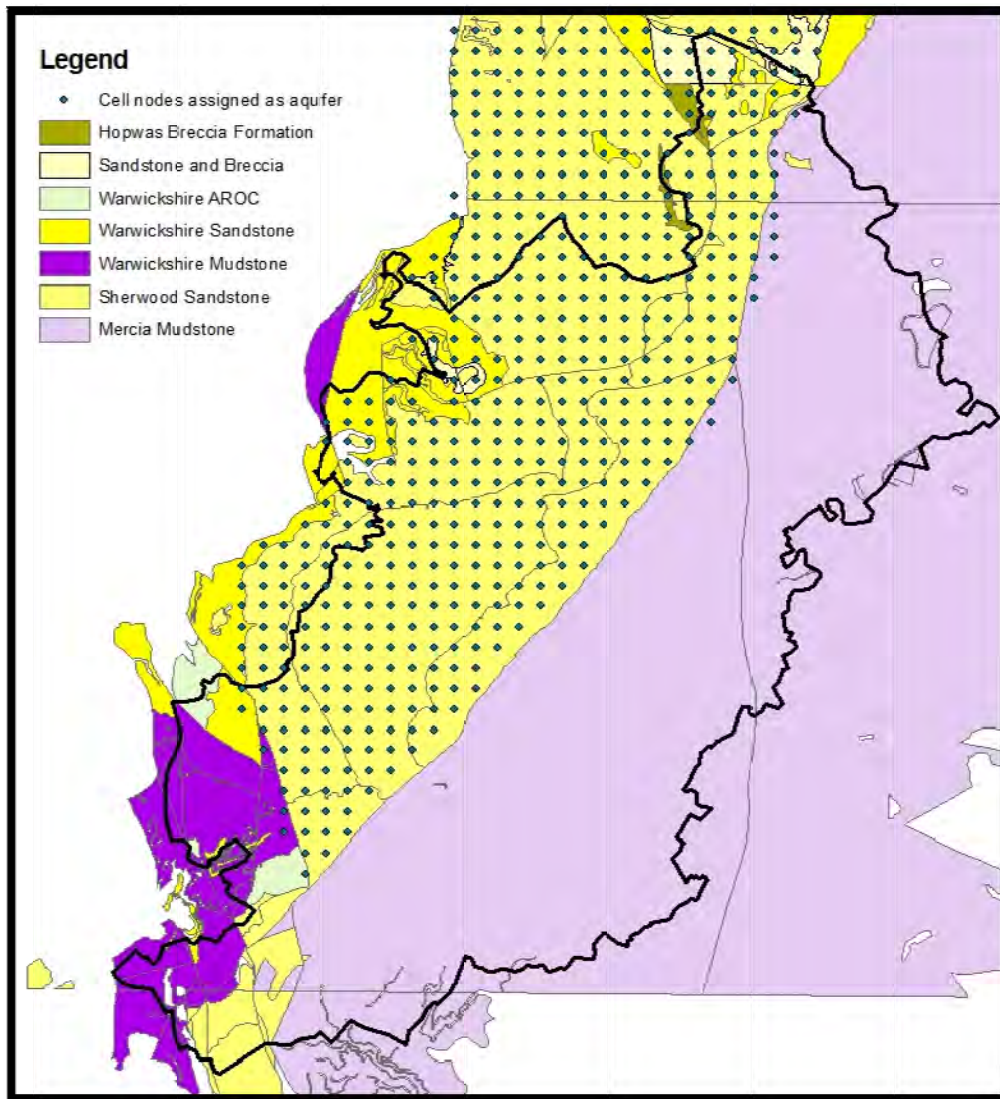 Legend
Cell nodes assigned as aqufer
Hopwas Breccia Formation
Sandstone and Breccia
Warwickshire AROC
Warwickshire Sandstone
Warwickshire Mudstone
Sherwood Sandstone
Mercia Mudstone